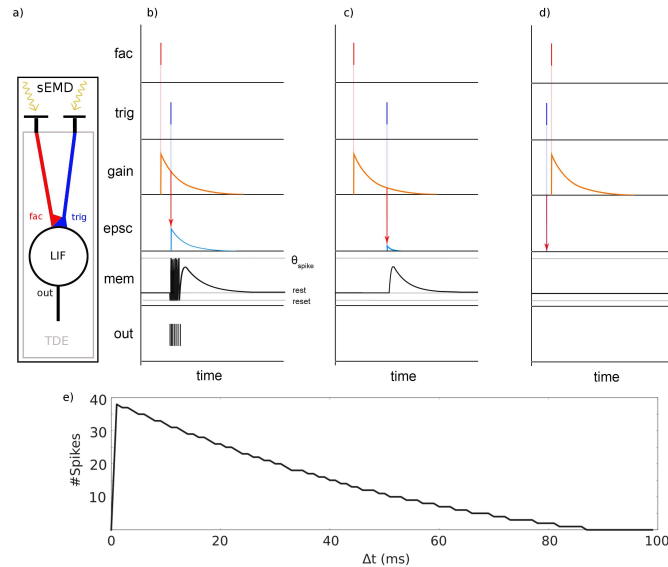 a)
b)
c)
d)
sEMD
fac
trig
LIF
out
TDE
fac
trig
gain
epsc
mem
out
θspike
rest
reset
time
time
time
e)
#Spikes
40
30
20
10
0
20
40
60
80
100
Δt (ms)